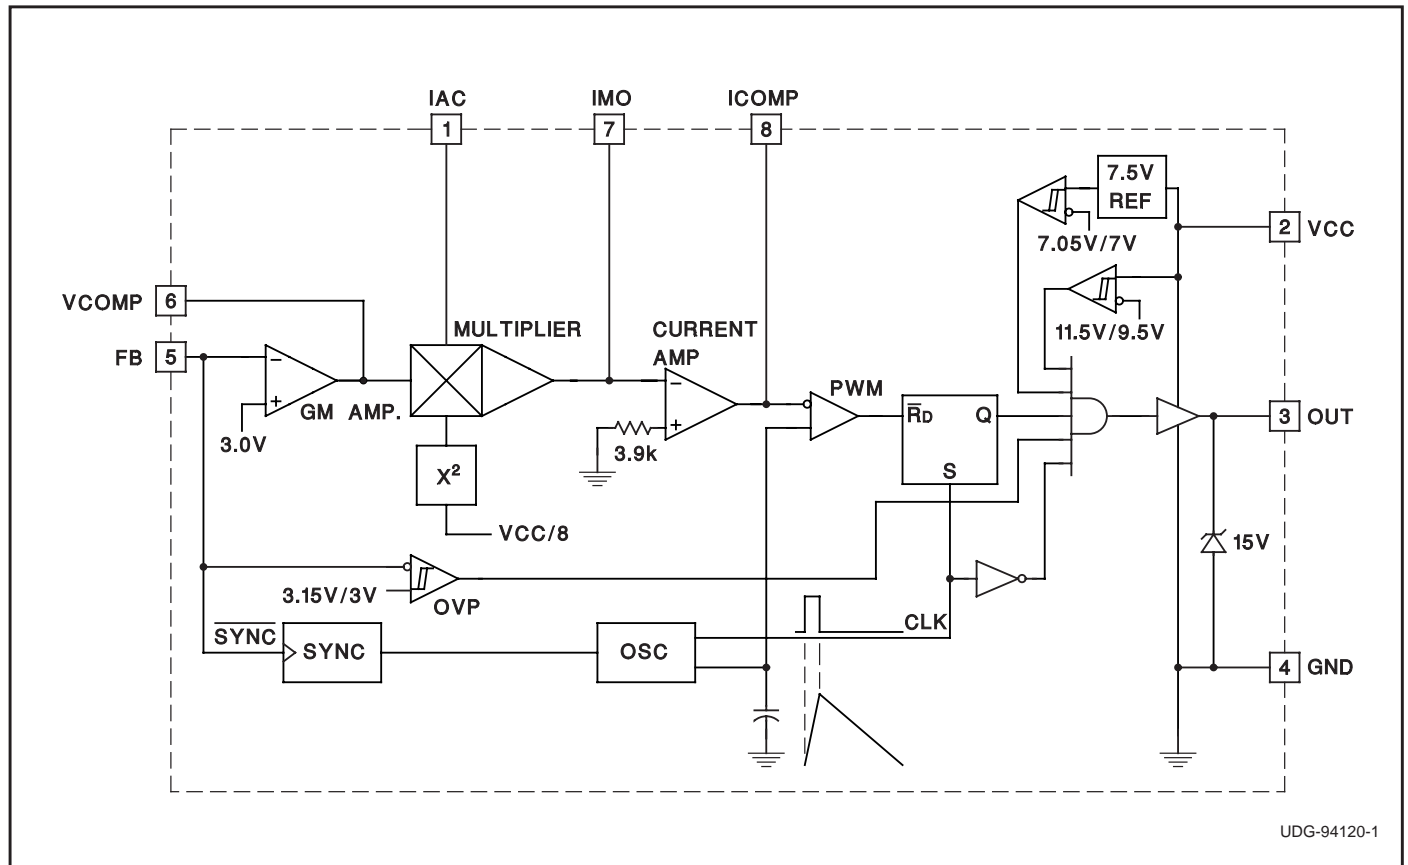 IAC
IMO
ICOMP
1
7
8
7.5V
REF
7.05V/7V
2
VCC
VCOMP
6
MULTIPLIER
CURRENT
AMP
11.5V/9.5V
FB
5
−
+
GM AMP.
3.0V
−
+
3.9k
PWM
R̅D
Q
S
3
OUT
X²
VCC/8
15V
3.15V/3V
OVP
S̅Y̅N̅C̅
SYNC
OSC
CLK
4
GND
UDG-94120-1